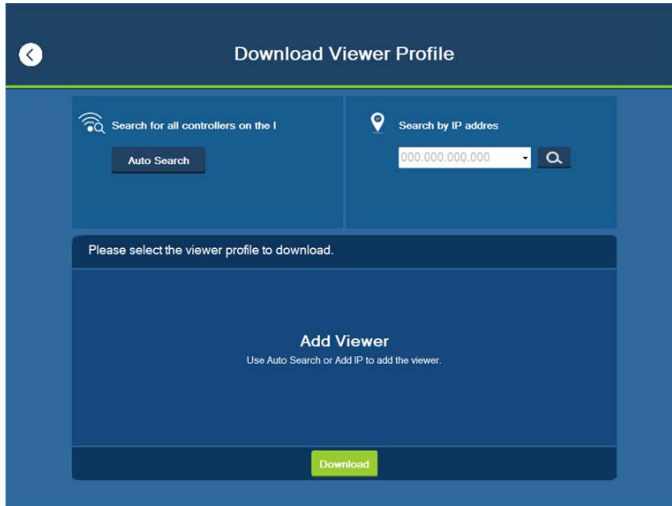 Download Viewer Profile
Search for all controllers on the l
Auto Search
Search by IP addres
000.000.000.000
Please select the viewer profile to download.
Add Viewer
Use Auto Search or Add IP to add the viewer.
Download